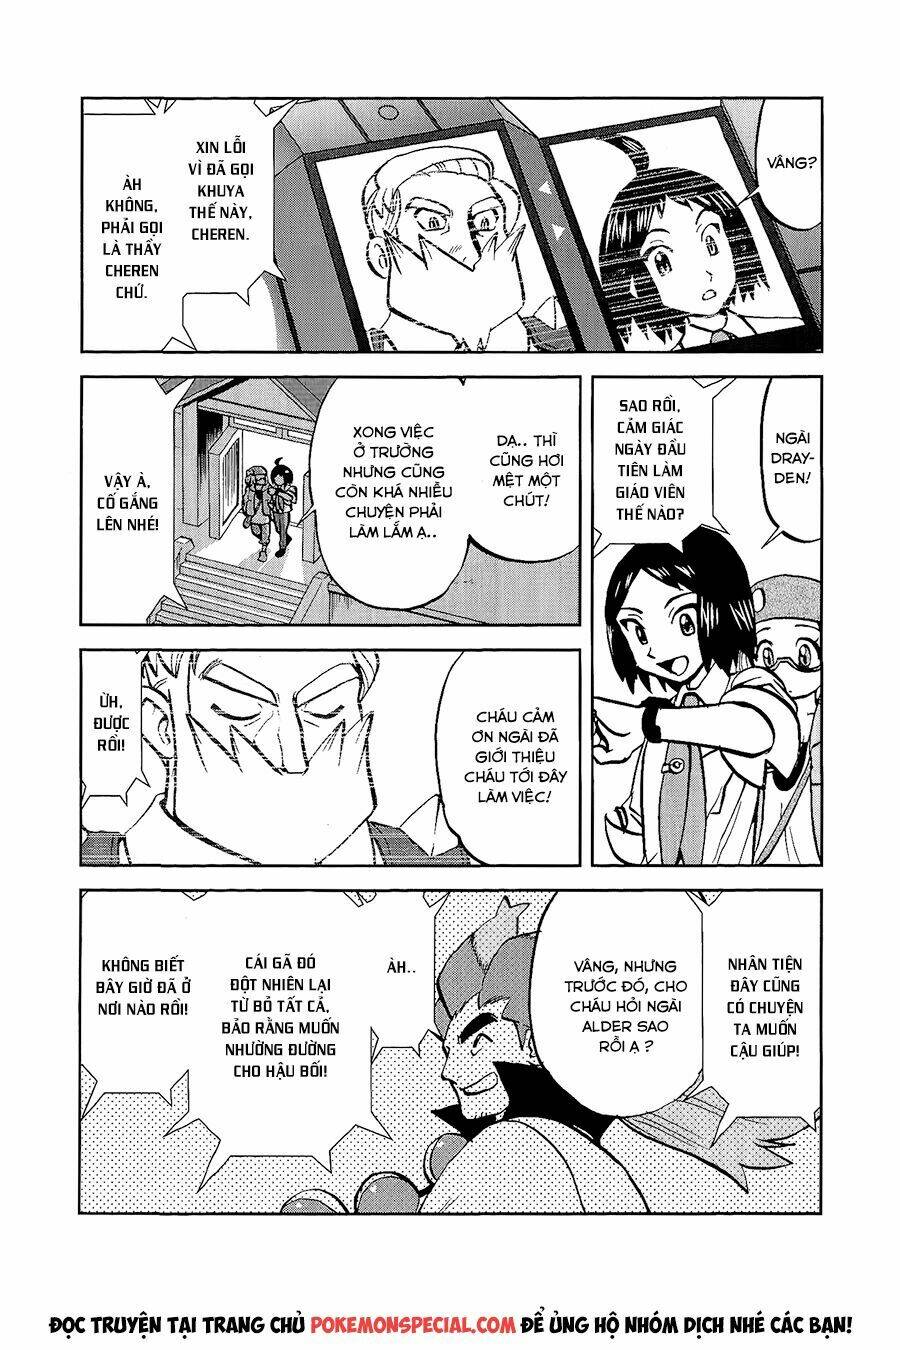 VÂNG?
XIN LỖI
VÌ ĐÃ GỌI
KHUYA
THẾ NÀY,
CHEREN.
ÀH
KHÔNG,
PHẢI GỌI
LÀ THẦY
CHEREN
CHỨ.
NGÀI
DRAY-
DEN!
SAO RỒI,
CẢM GIÁC
NGÀY ĐẦU
TIÊN LÀM
GIÁO VIÊN
THẾ NÀO?
DẠ.. THÌ
CŨNG HƠI
MỆT MỘT
CHÚT!
XONG VIỆC
Ở TRƯỜNG
NHƯNG CŨNG
CÒN KHÁ NHIỀU
CHUYỆN PHẢI
LÀM LẮM Ạ..
VẬY À,
CỐ GẮNG
LÊN NHÉ!
CHÁU CẢM
ƠN NGÀI ĐÃ
GIỚI THIỆU
CHÁU TỚI ĐÂY
LÀM VIỆC!
ỪH,
ĐƯỢC
RỒI!
NHÂN TIỆN
ĐÂY CŨNG
CÓ CHUYỆN
TA MUỐN
CẬU GIÚP!
VÂNG, NHƯNG
TRƯỚC ĐÓ, CHO
CHÁU HỎI NGÀI
ALDER SAO
RỒI Ạ ?
ÀH..
CÁI GÃ ĐÓ
ĐỘT NHIÊN LẠI
TỪ BỎ TẤT CẢ,
BẢO RẰNG MUỐN
NHƯỜNG ĐƯỜNG
CHO HẬU BỐI!
KHÔNG BIẾT
BÂY GIỜ ĐÃ Ở
NƠI NÀO RỒI!
ĐỌC TRUYỆN TẠI TRANG CHỦ POKEMONSPECIAL.COM ĐỂ ỦNG HỘ NHÓM DỊCH NHÉ CÁC BẠN!